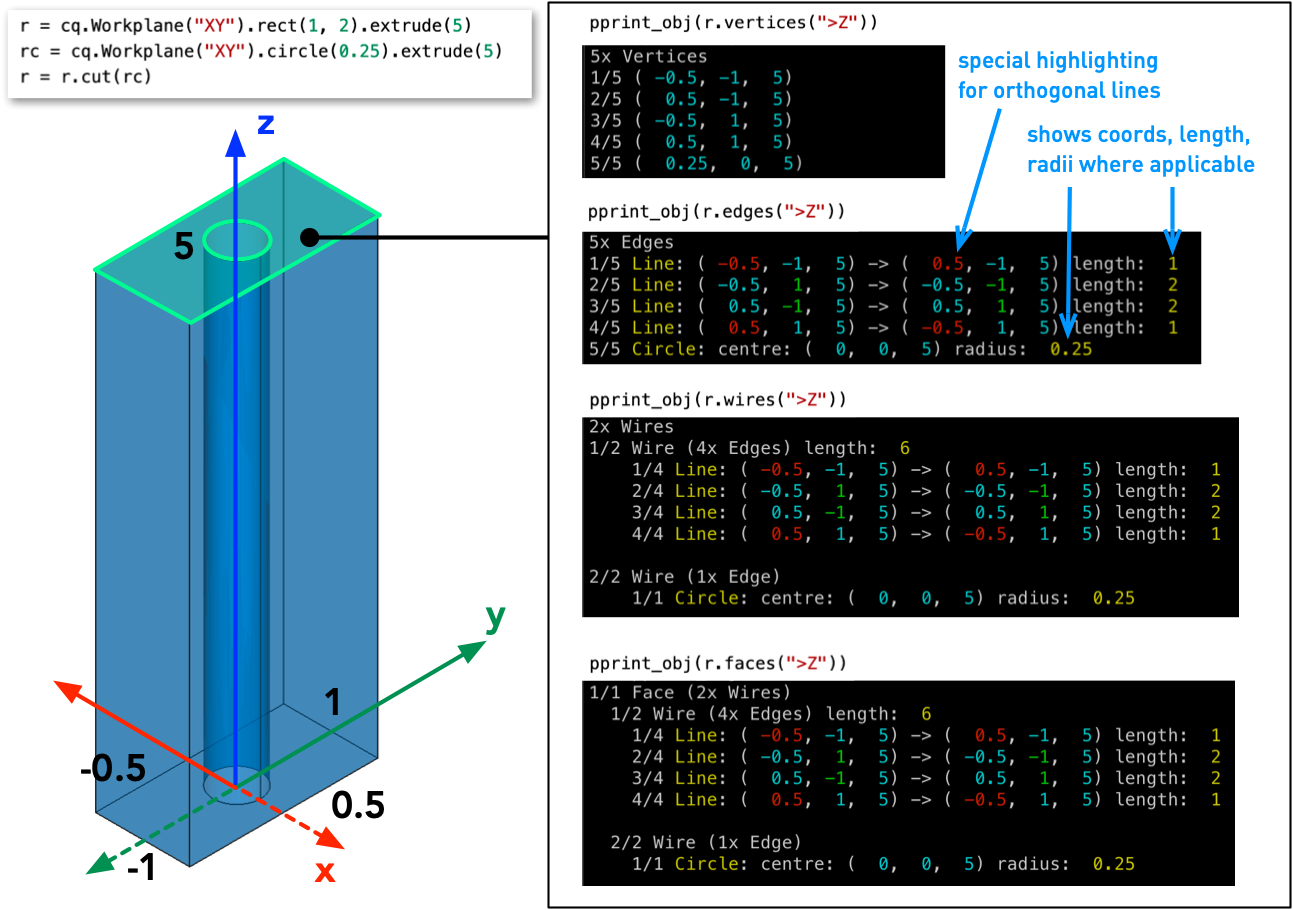 r = cq.Workplane("XY").rect(1, 2).extrude(5)
rc = cq.Workplane("XY").circle(0.25).extrude(5)
r = r.cut(rc)
z
5
y
1
-0.5
0.5
-1
x
pprint_obj(r.vertices(">Z"))
5x Vertices
1/5 ( -0.5, -1,  5)
2/5 (  0.5, -1,  5)
3/5 ( -0.5,  1,  5)
4/5 (  0.5,  1,  5)
5/5 (  0.25,  0,  5)
special highlighting
for orthogonal lines
shows coords, length,
radii where applicable
pprint_obj(r.edges(">Z"))
5x Edges
1/5 Line: ( -0.5, -1,  5) -> (  0.5, -1,  5) length:  1
2/5 Line: ( -0.5,  1,  5) -> ( -0.5, -1,  5) length:  2
3/5 Line: (  0.5, -1,  5) -> (  0.5,  1,  5) length:  2
4/5 Line: (  0.5,  1,  5) -> ( -0.5,  1,  5) length:  1
5/5 Circle: centre: (  0,  0,  5) radius:  0.25
pprint_obj(r.wires(">Z"))
2x Wires
1/2 Wire (4x Edges) length:  6
1/4 Line: ( -0.5, -1,  5) -> (  0.5, -1,  5) length:  1
2/4 Line: ( -0.5,  1,  5) -> ( -0.5, -1,  5) length:  2
3/4 Line: (  0.5, -1,  5) -> (  0.5,  1,  5) length:  2
4/4 Line: (  0.5,  1,  5) -> ( -0.5,  1,  5) length:  1
2/2 Wire (1x Edge)
1/1 Circle: centre: (  0,  0,  5) radius:  0.25
pprint_obj(r.faces(">Z"))
1/1 Face (2x Wires)
1/2 Wire (4x Edges) length:  6
1/4 Line: ( -0.5, -1,  5) -> (  0.5, -1,  5) length:  1
2/4 Line: ( -0.5,  1,  5) -> ( -0.5, -1,  5) length:  2
3/4 Line: (  0.5, -1,  5) -> (  0.5,  1,  5) length:  2
4/4 Line: (  0.5,  1,  5) -> ( -0.5,  1,  5) length:  1
2/2 Wire (1x Edge)
1/1 Circle: centre: (  0,  0,  5) radius:  0.25